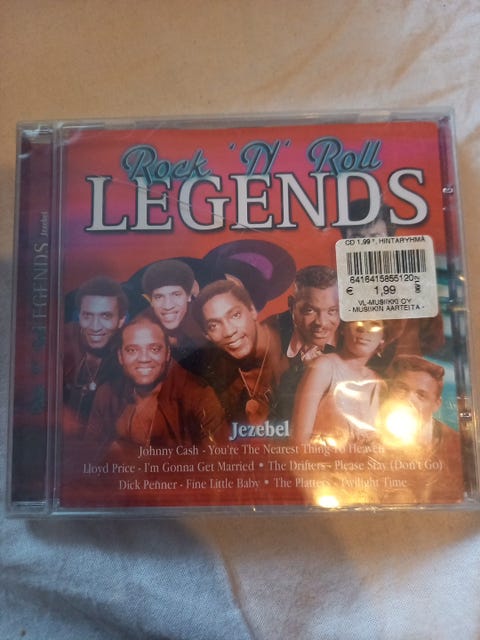 Rock 'N' Roll
LEGENDS
CD 1,99 €, HINTARYHMÄ
6416415855120
€ 1,99
VL-MUSIIKKI OY
- MUSIIKIN AARTEITA -
Jezebel
Johnny Cash - You're The Nearest Thing To Heaven
Lloyd Price - I'm Gonna Get Married • The Drifters - Please Stay (Don't Go)
Dick Penner - Fine Little Baby • The Platters - Twilight Time
LEGENDS Jezebel